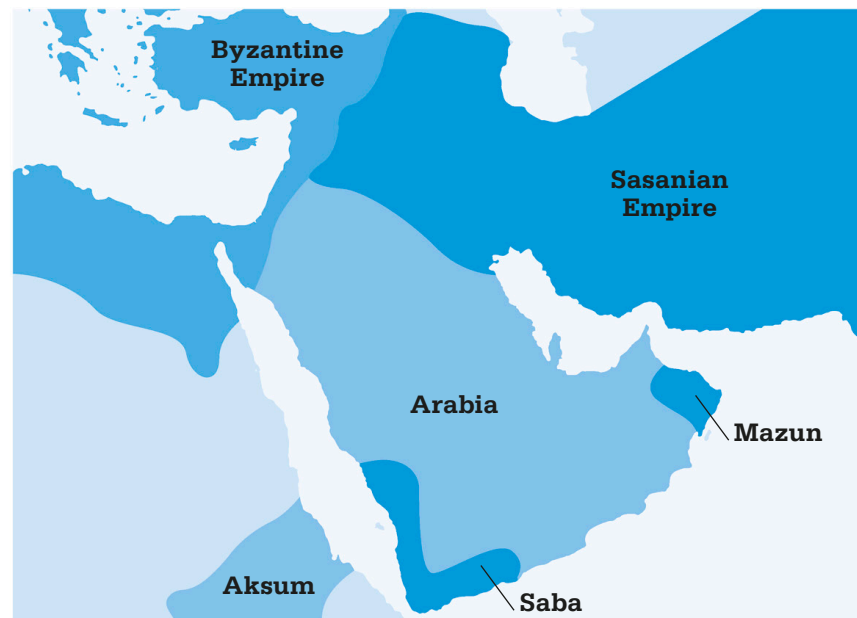 Byzantine
Empire
Sasanian
Empire
Arabia
Mazun
Aksum
Saba